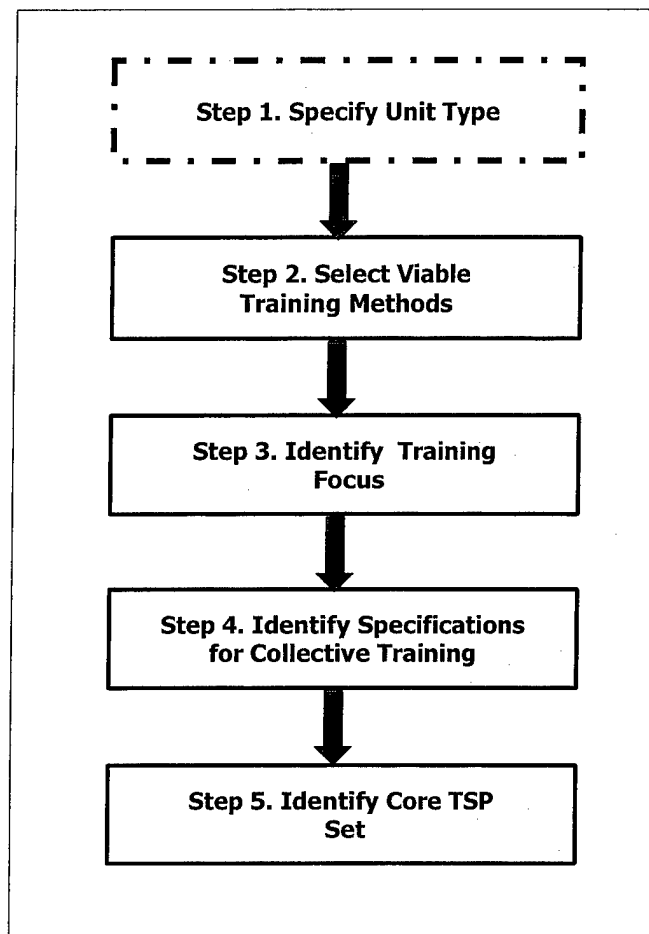 Step 1. Specify Unit Type
Step 2. Select Viable
Training Methods
Step 3. Identify Training
Focus
Step 4. Identify Specifications
for Collective Training
Step 5. Identify Core TSP
Set